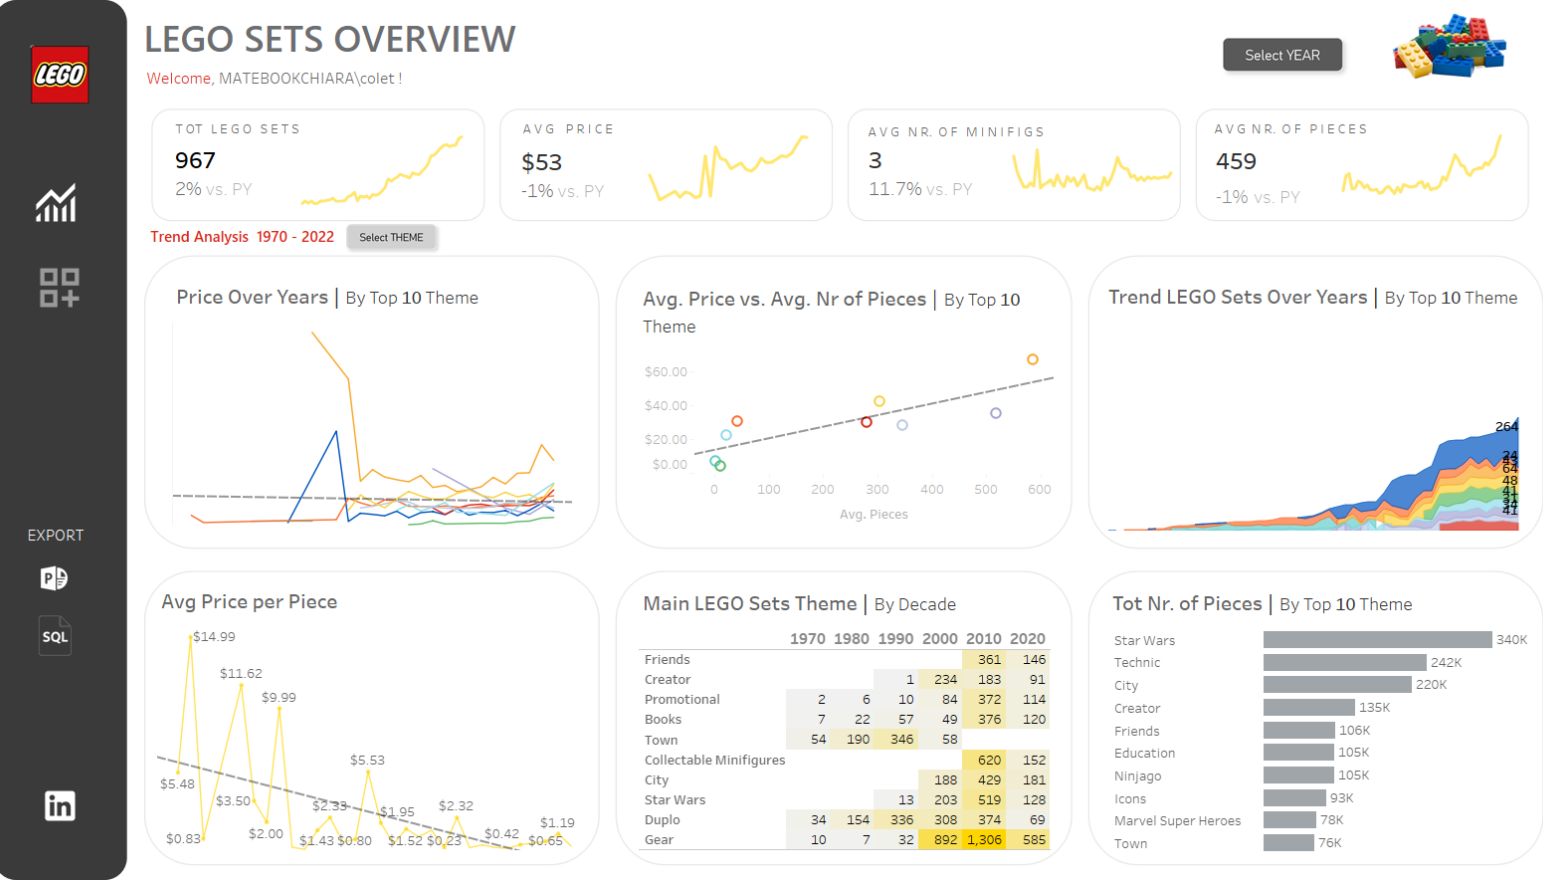 LEGO
LEGO SETS OVERVIEW
Welcome, MATEBOOKCHIARA\colet !
Select YEAR
TOT LEGO SETS
967
2% vs. PY
AVG PRICE
$53
-1% vs. PY
AVG NR. OF MINIFIGS
3
11.7% vs. PY
AVG NR. OF PIECES
459
-1% vs. PY
Trend Analysis 1970 - 2022
Select THEME
Price Over Years | By Top 10 Theme
Avg. Price vs. Avg. Nr of Pieces | By Top 10
Theme
$60.00
$40.00
$20.00
$0.00
0 100 200 300 400 500 600
Avg. Pieces
Trend LEGO Sets Over Years | By Top 10 Theme
264
24
64
48
41
41
EXPORT
P
SQL
in
Avg Price per Piece
$14.99
$11.62
$9.99
$5.53
$5.48
$3.50
$2.33
$1.95
$2.32
$0.83
$2.00
$1.43
$0.80
$1.52
$0.23
$0.42
$1.19
$0.65
Main LEGO Sets Theme | By Decade
1970 1980 1990 2000 2010 2020
Friends 361 146
Creator 1 234 183 91
Promotional 2 6 10 84 372 114
Books 7 22 57 49 376 120
Town 54 190 346 58
Collectable Minifigures 620 152
City 188 429 181
Star Wars 13 203 519 128
Duplo 34 154 336 308 374 69
Gear 10 7 32 892 1,306 585
Tot Nr. of Pieces | By Top 10 Theme
Star Wars 340K
Technic 242K
City 220K
Creator 135K
Friends 106K
Education 105K
Ninjago 105K
Icons 93K
Marvel Super Heroes 78K
Town 76K